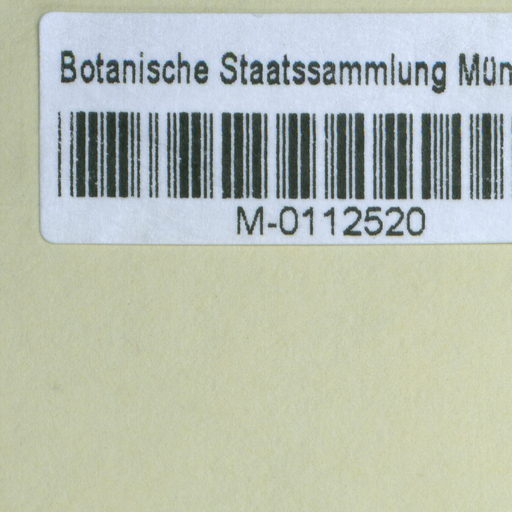 Botanische Staatssammlung Mün
M-0112520